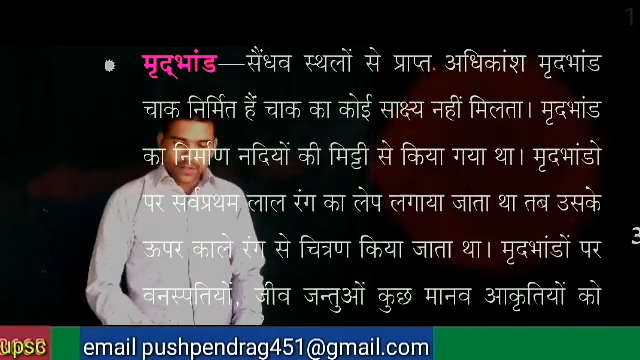 मृद्भांड—सैंधव स्थलों से प्राप्त अधिकांश मृदभांड
चाक निर्मित हैं चाक का कोई साक्ष्य नहीं मिलता। मृदभांड
का निर्माण नदियों की मिट्टी से किया गया था। मृदभांडो
पर सर्वप्रथम लाल रंग का लेप लगाया जाता था तब उसके
ऊपर काले रंग से चित्रण किया जाता था। मृदभांडों पर
वनस्पतियों, जीव जन्तुओं कुछ मानव आकृतियों को
upsc email pushpendrag451@gmail.com